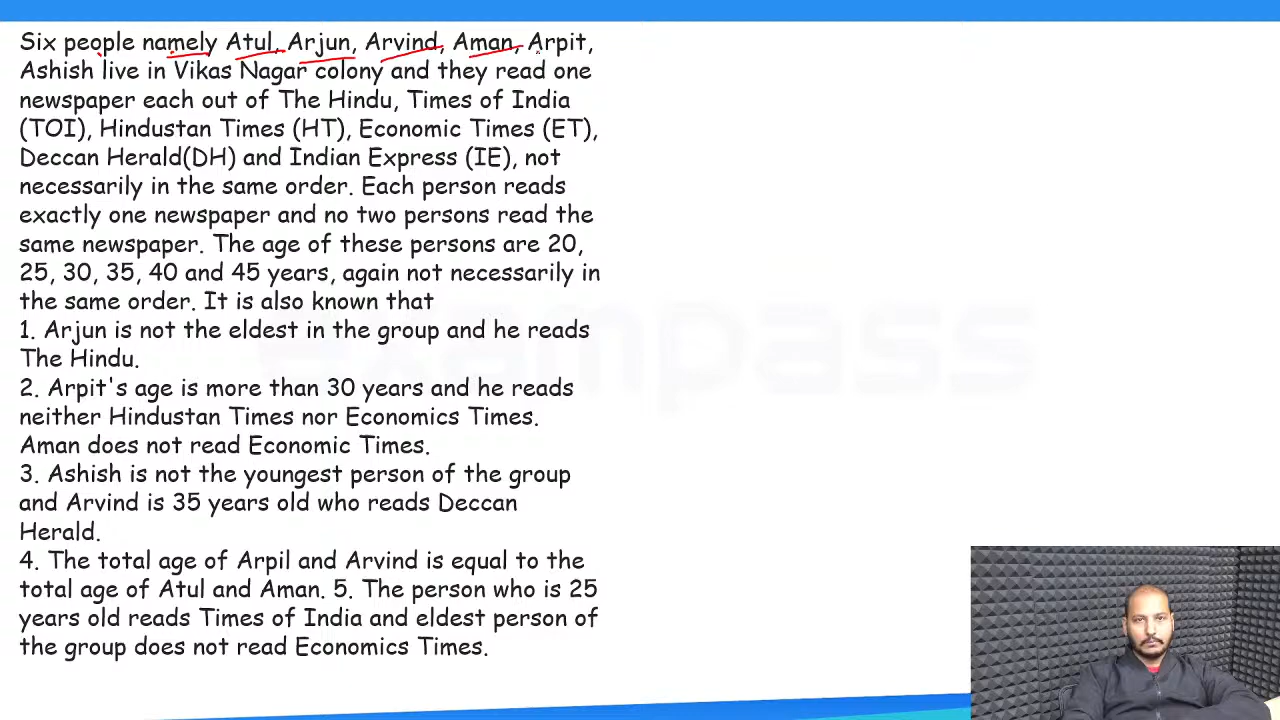 Six people namely Atul, Arjun, Arvind, Aman, Arpit,
Ashish live in Vikas Nagar colony and they read one
newspaper each out of The Hindu, Times of India
(TOI), Hindustan Times (HT), Economic Times (ET),
Deccan Herald(DH) and Indian Express (IE), not
necessarily in the same order. Each person reads
exactly one newspaper and no two persons read the
same newspaper. The age of these persons are 20,
25, 30, 35, 40 and 45 years, again not necessarily in
the same order. It is also known that
1. Arjun is not the eldest in the group and he reads
The Hindu.
2. Arpit's age is more than 30 years and he reads
neither Hindustan Times nor Economics Times.
Aman does not read Economic Times.
3. Ashish is not the youngest person of the group
and Arvind is 35 years old who reads Deccan
Herald.
4. The total age of Arpil and Arvind is equal to the
total age of Atul and Aman. 5. The person who is 25
years old reads Times of India and eldest person of
the group does not read Economics Times.
exampass